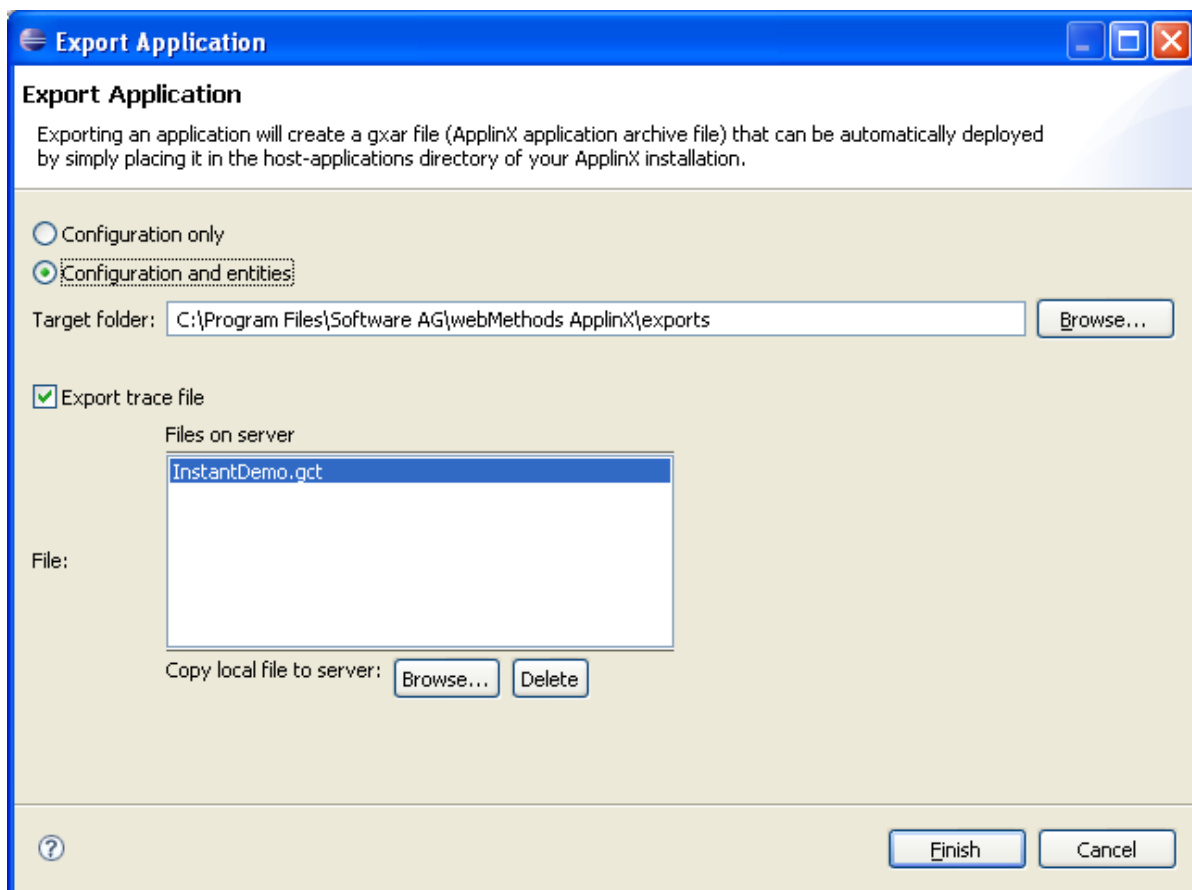 Export Application
Export Application
Exporting an application will create a gxar file (ApplinX application archive file) that can be automatically deployed
by simply placing it in the host-applications directory of your ApplinX installation.
Configuration only
Configuration and entities
Target folder: C:\Program Files\Software AG\webMethods ApplinX\exports Browse...
Export trace file
Files on server
InstantDemo.gct
File:
Copy local file to server: Browse... Delete
? Finish Cancel